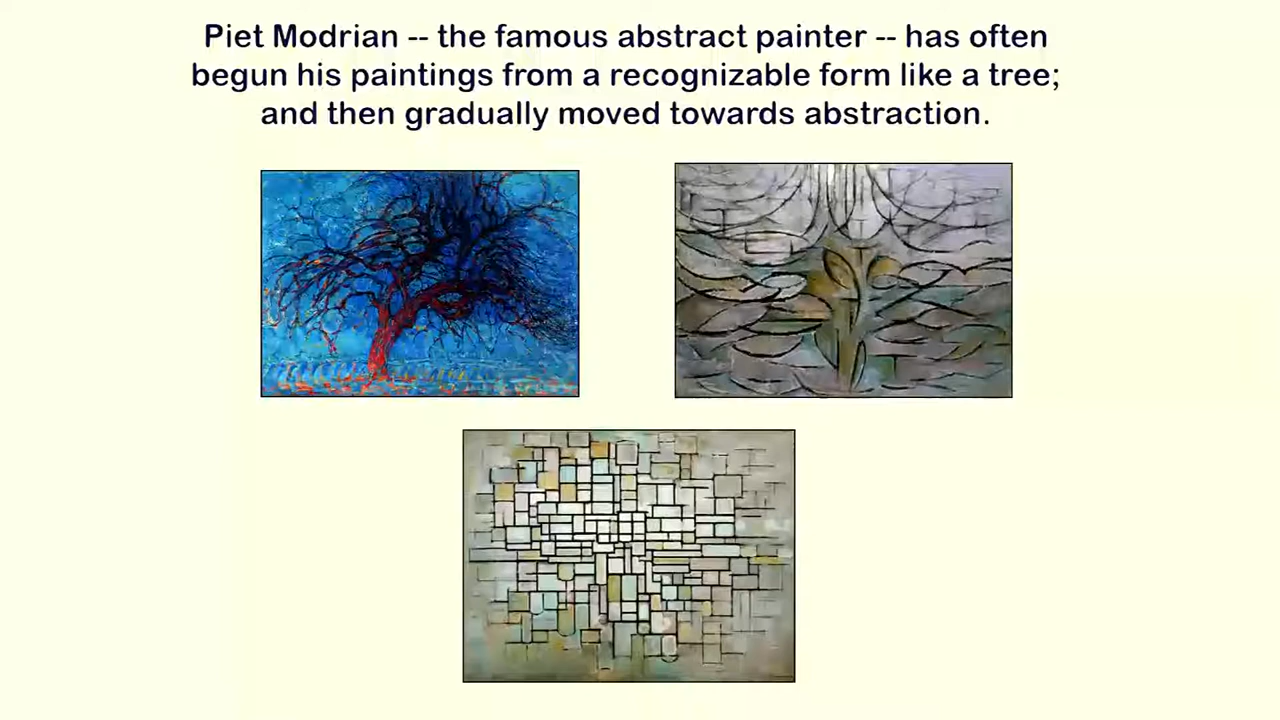 Piet Modrian -- the famous abstract painter -- has often
begun his paintings from a recognizable form like a tree;
and then gradually moved towards abstraction.